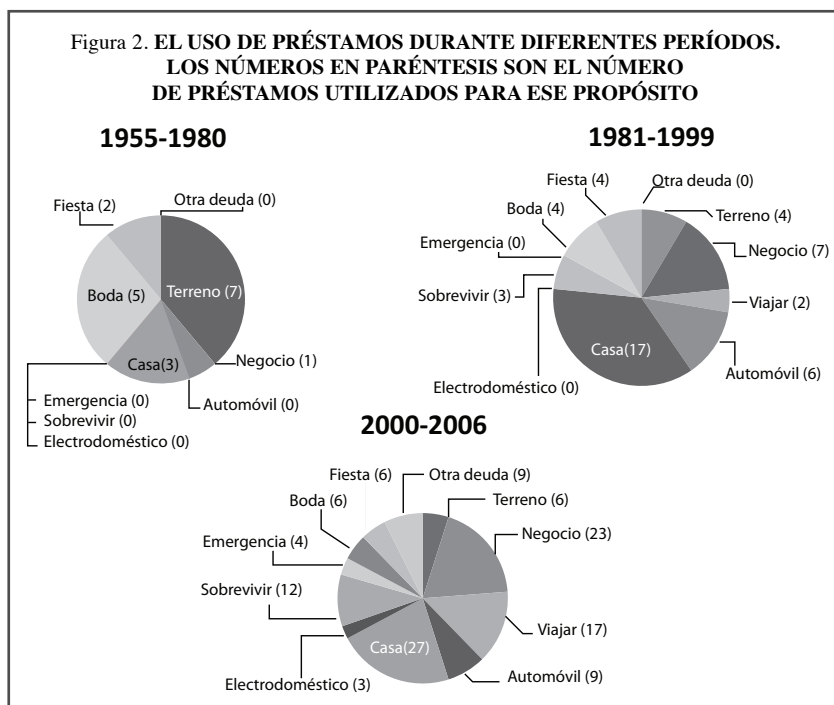 Figura 2. EL USO DE PRÉSTAMOS DURANTE DIFERENTES PERÍODOS.
LOS NÚMEROS EN PARÉNTESIS SON EL NÚMERO
DE PRÉSTAMOS UTILIZADOS PARA ESE PROPÓSITO
1955-1980
Otra deuda (0)
Fiesta (2)
Terreno (7)
Boda (5)
Casa(3)
Negocio (1)
Automóvil (0)
Emergencia (0)
Sobrevivir (0)
Electrodoméstico (0)
1981-1999
Otra deuda (0)
Fiesta (4)
Terreno (4)
Boda (4)
Emergencia (0)
Negocio (7)
Sobrevivir (3)
Viajar (2)
Casa(17)
Automóvil (6)
Electrodoméstico (0)
2000-2006
Otra deuda (9)
Fiesta (6)
Terreno (6)
Boda (6)
Negocio (23)
Emergencia (4)
Sobrevivir (12)
Viajar (17)
Casa(27)
Automóvil (9)
Electrodoméstico (3)